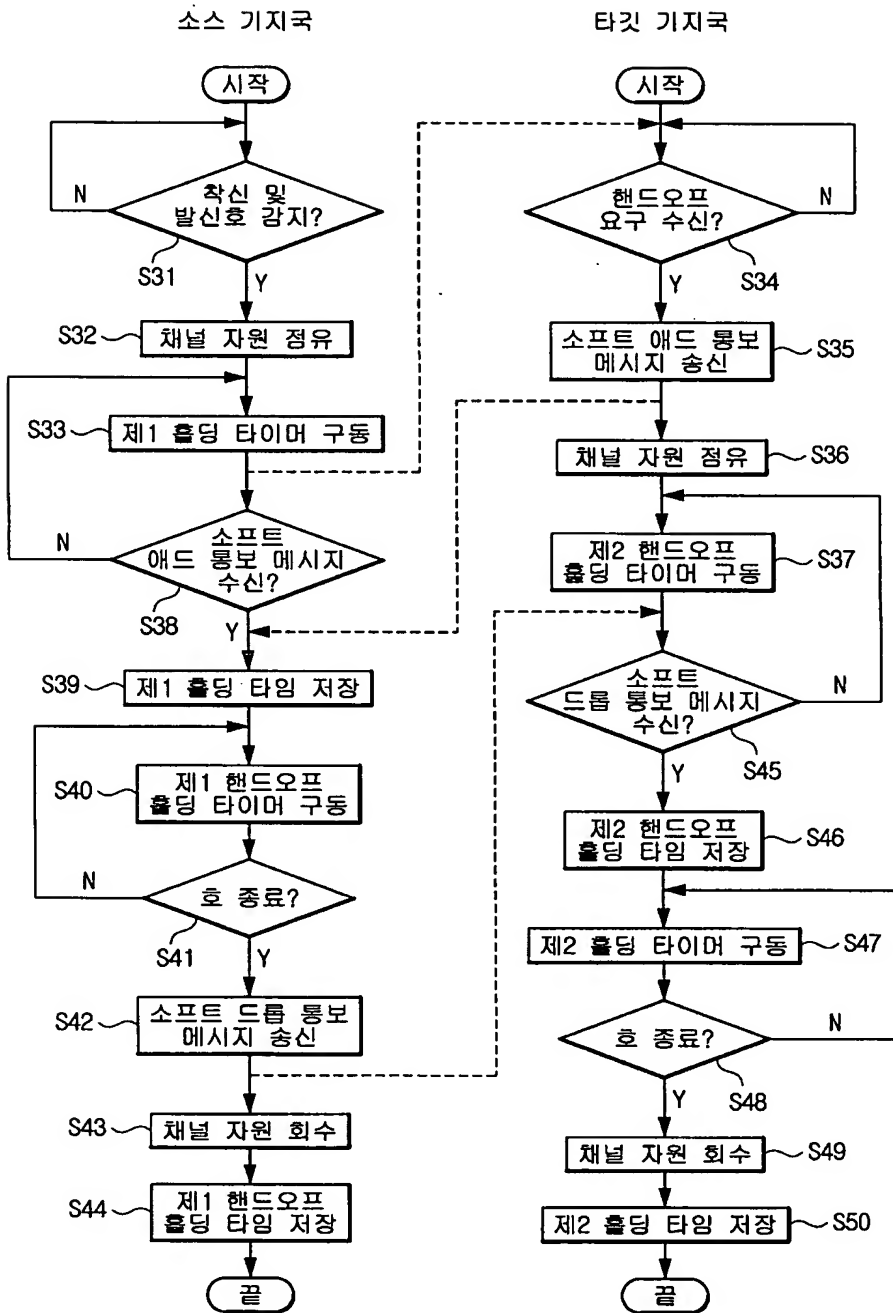 소스 기지국
시작
착신 및
발신호 감지?
N
S31
Y
S32
채널 자원 점유
S33
제1 홀딩 타이머 구동
소프트
애드 통보 메시지
수신?
N
S38
Y
S39
제1 홀딩 타임 저장
S40
제1 핸드오프
홀딩 타이머 구동
호 종료?
N
S41
Y
S42
소프트 드롭 통보
메시지 송신
S43
채널 자원 회수
S44
제1 핸드오프
홀딩 타임 저장
끝
타깃 기지국
시작
핸드오프
요구 수신?
N
S34
Y
소프트 애드 통보
메시지 송신
S35
채널 자원 점유
S36
제2 핸드오프
홀딩 타이머 구동
S37
소프트
드롭 통보 메시지
수신?
N
S45
Y
제2 핸드오프
홀딩 타임 저장
S46
제2 홀딩 타이머 구동
S47
호 종료?
N
S48
Y
채널 자원 회수
S49
제2 홀딩 타임 저장
S50
끝